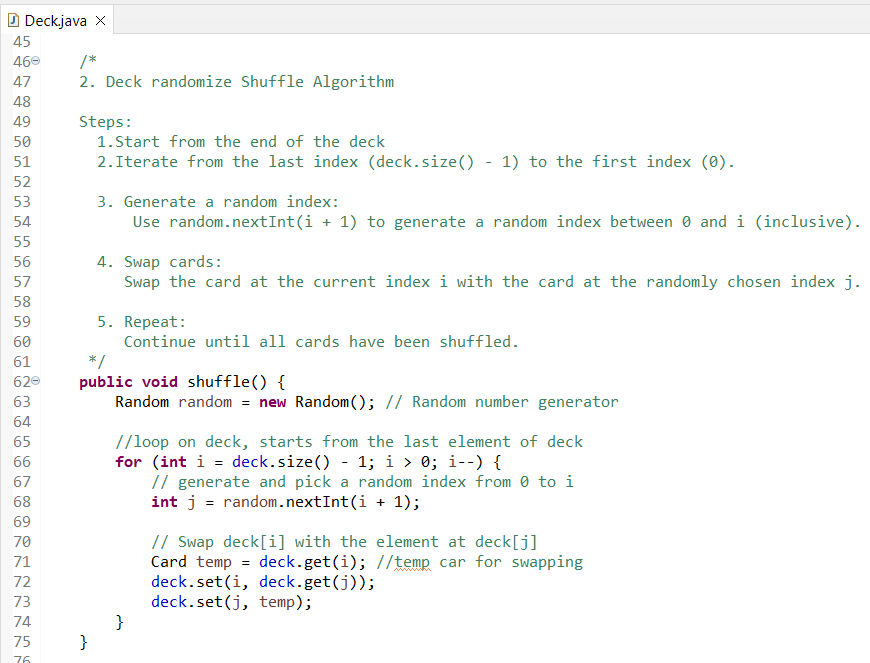 Deck.java
45
46 /*
47 2. Deck randomize Shuffle Algorithm
48
49 Steps:
50 1.Start from the end of the deck
51 2.Iterate from the last index (deck.size() - 1) to the first index (0).
52
53 3. Generate a random index:
54 Use random.nextInt(i + 1) to generate a random index between 0 and i (inclusive).
55
56 4. Swap cards:
57 Swap the card at the current index i with the card at the randomly chosen index j.
58
59 5. Repeat:
60 Continue until all cards have been shuffled.
61 */
62 public void shuffle() {
63 Random random = new Random(); // Random number generator
64
65 //loop on deck, starts from the last element of deck
66 for (int i = deck.size() - 1; i > 0; i--) {
67 // generate and pick a random index from 0 to i
68 int j = random.nextInt(i + 1);
69
70 // Swap deck[i] with the element at deck[j]
71 Card temp = deck.get(i); //temp car for swapping
72 deck.set(i, deck.get(j));
73 deck.set(j, temp);
74 }
75 }
76